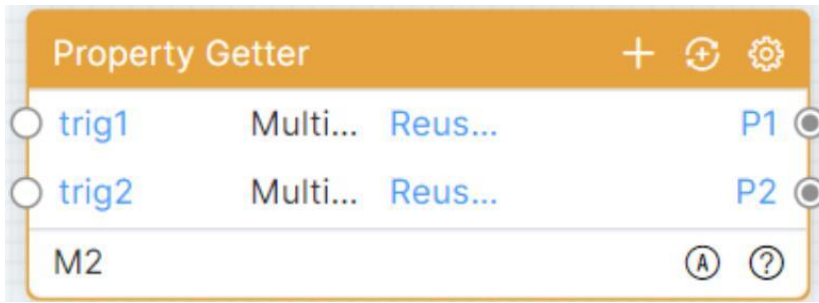 Property Getter
trig1 Multi... Reus... P1
trig2 Multi... Reus... P2
M2 A ?